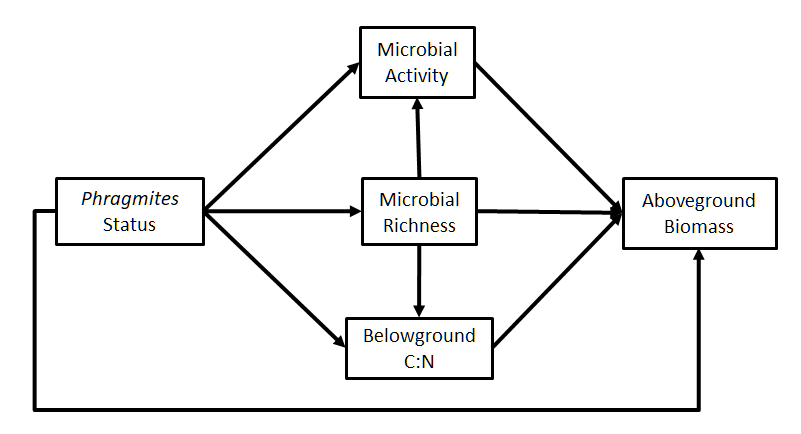 Microbial
Activity
Phragmites
Status
Microbial
Richness
Aboveground
Biomass
Belowground
C:N